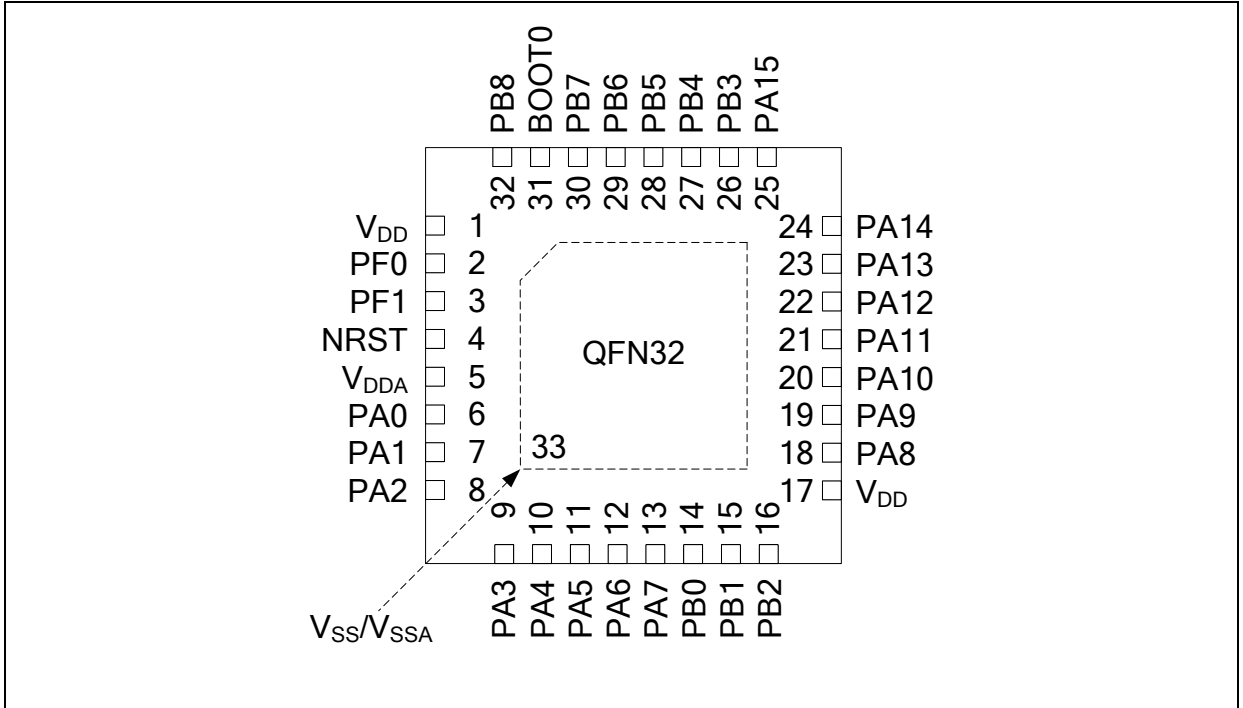 PB8
BOOT0
PB7
PB6
PB5
PB4
PB3
PA15
32
31
30
29
28
27
26
25
VDD 1
PF0 2
PF1 3
NRST 4
VDDA 5
PA0 6
PA1 7
PA2 8
24 PA14
23 PA13
22 PA12
21 PA11
20 PA10
19 PA9
18 PA8
17 VDD
QFN32
33
9
10
11
12
13
14
15
16
PA3
PA4
PA5
PA6
PA7
PB0
PB1
PB2
VSS/VSSA